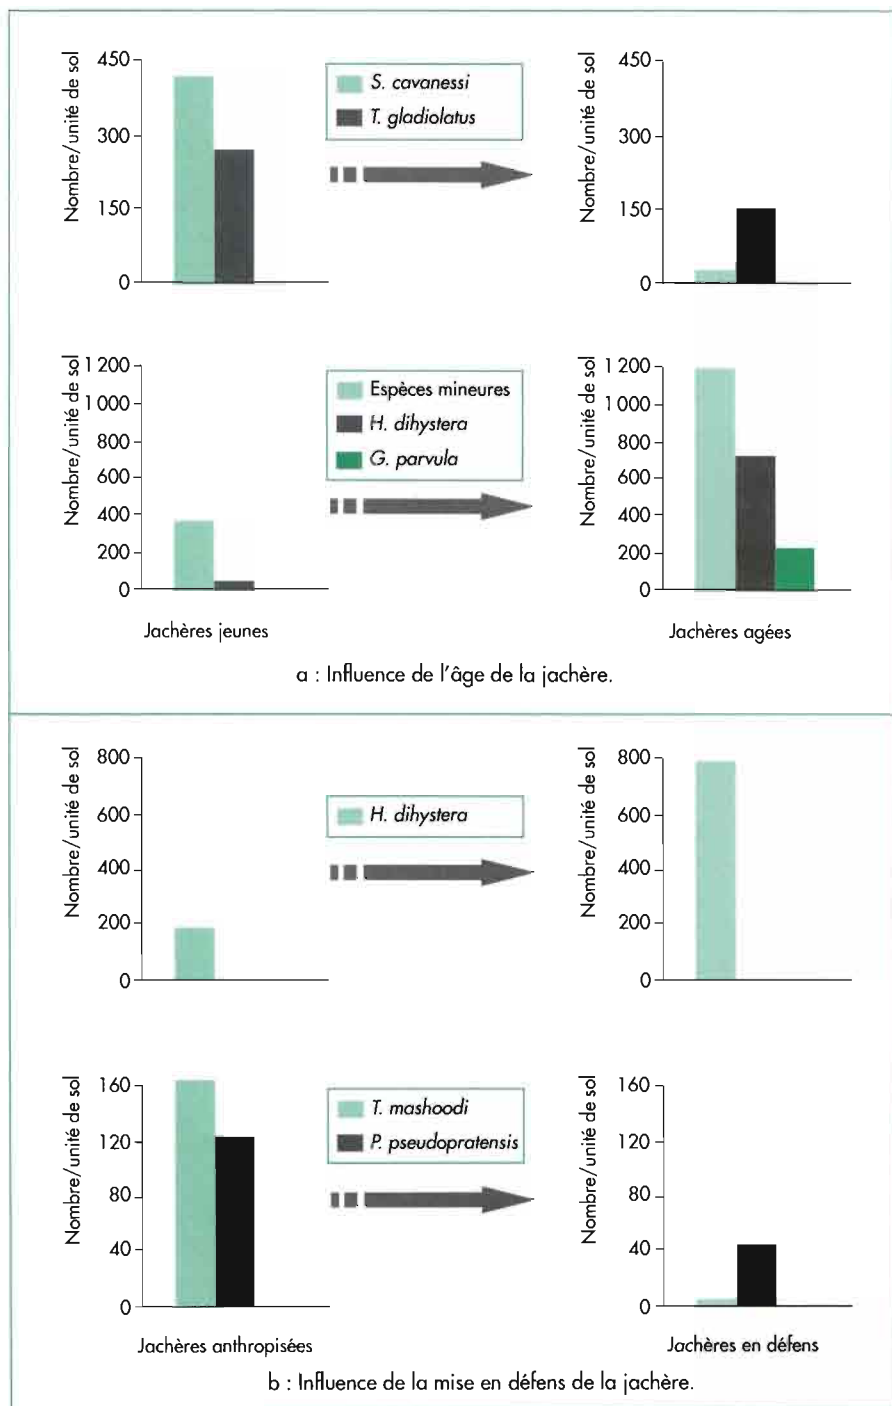 Nombre/unité de sol
450
300
150
0
S. cavanessi
T. gladiolatus
Nombre/unité de sol
450
300
150
0
Nombre/unité de sol
1 200
1 000
800
600
400
200
0
Jachères jeunes
Espèces mineures
H. dihystera
G. parvula
Nombre/unité de sol
1 200
1 000
800
600
400
200
0
Jachères agées
a : Influence de l'âge de la jachère.
Nombre/unité de sol
800
600
400
200
0
H. dihystera
Nombre/unité de sol
800
600
400
200
0
Nombre/unité de sol
160
120
80
40
0
Jachères anthropisées
T. mashoodi
P. pseudopratensis
Nombre/unité de sol
160
120
80
40
0
Jachères en défens
b : Influence de la mise en défens de la jachère.